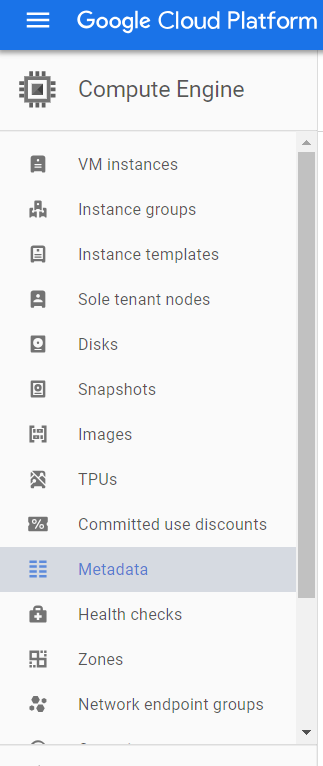 Google Cloud Platform
Compute Engine
VM instances
Instance groups
Instance templates
Sole tenant nodes
Disks
Snapshots
Images
TPUs
Committed use discounts
Metadata
Health checks
Zones
Network endpoint groups